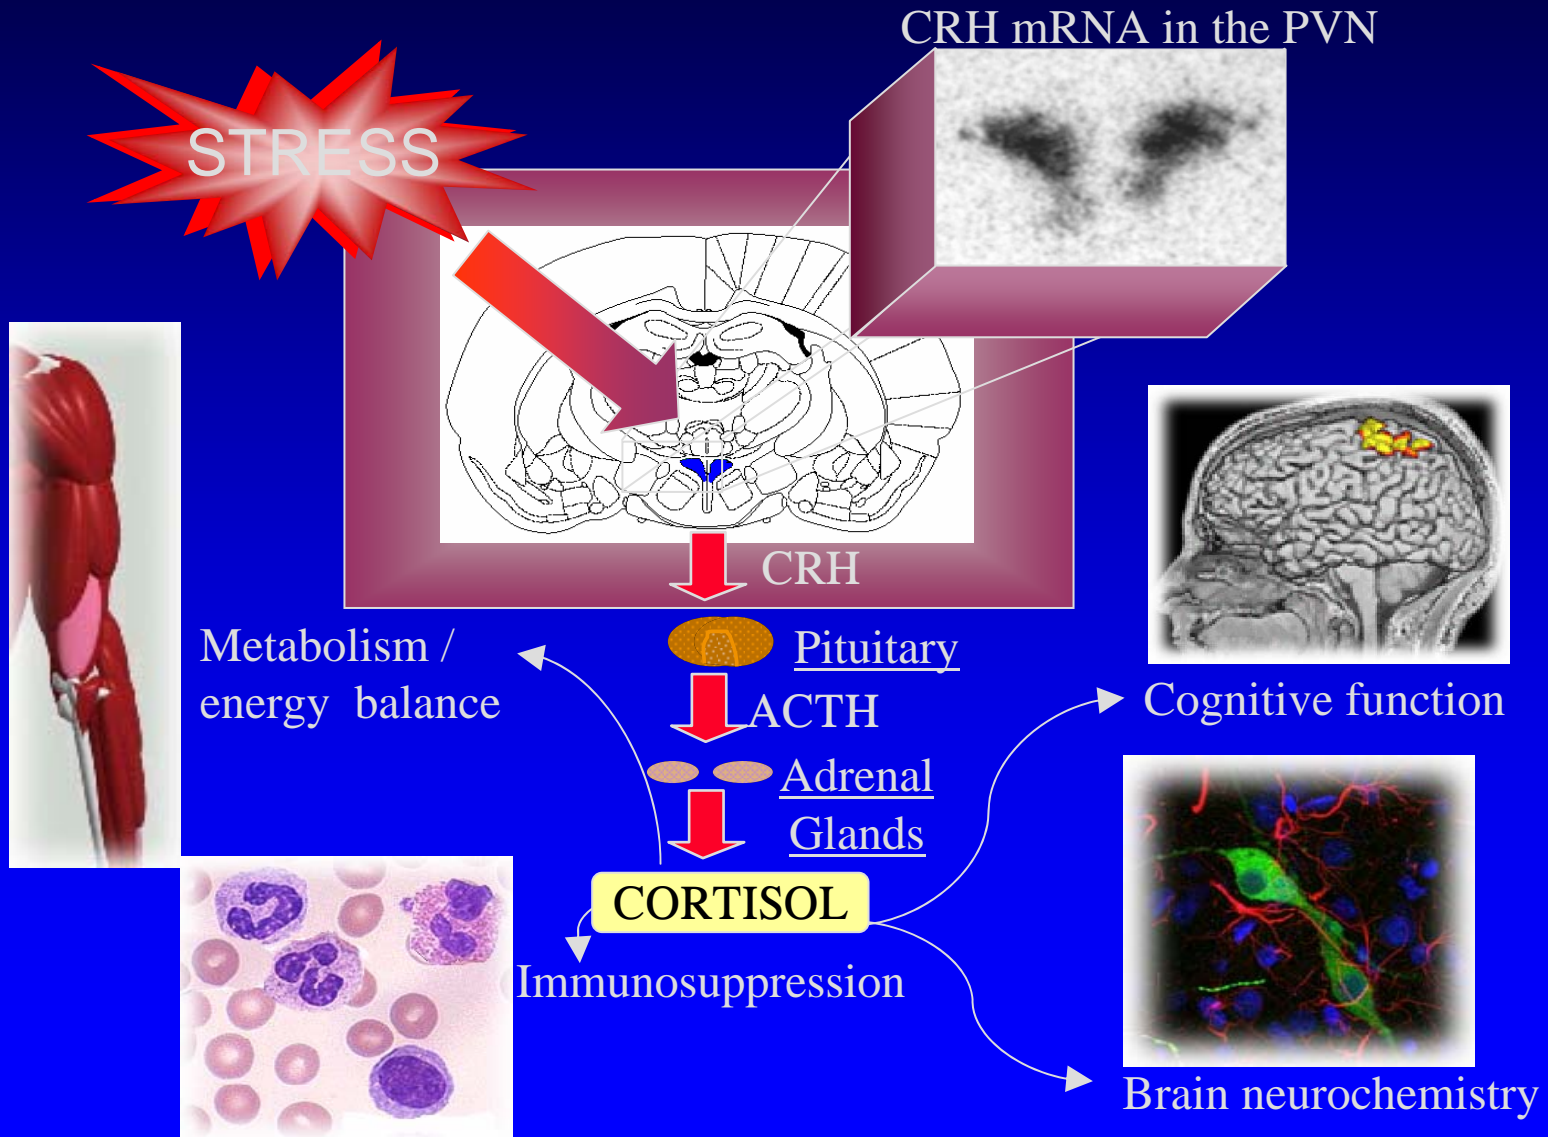 CRH mRNA in the PVN
STRESS
CRH
Pituitary
Metabolism /
energy balance
ACTH
Cognitive function
Adrenal
Glands
CORTISOL
Immunosuppression
Brain neurochemistry